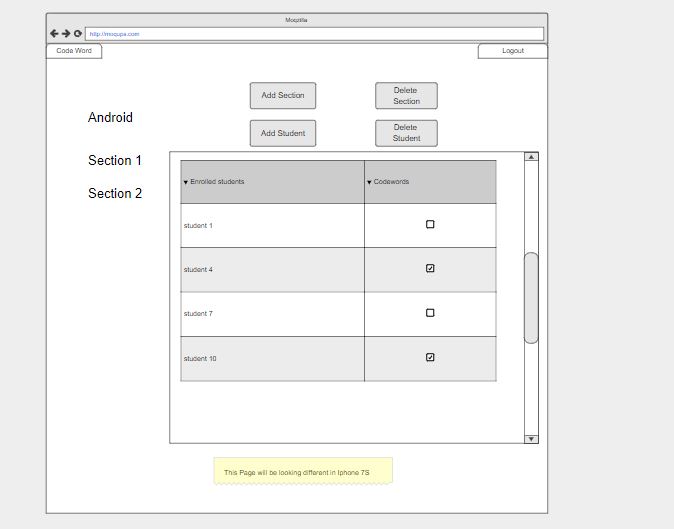 Moqzilla
http://moqups.com
Code Word
Logout
Add Section
Delete
Section
Android
Add Student
Delete
Student
Section 1
Section 2
Enrolled students
Codewords
student 1
student 4
student 7
student 10
This Page will be looking different in Iphone 7S